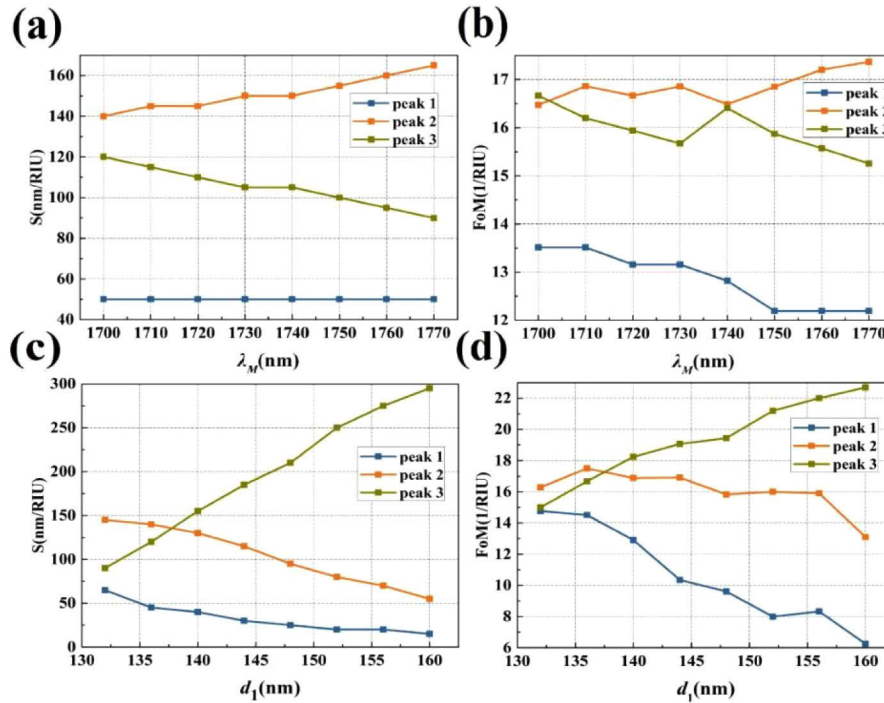 (a)
160
140
120
100
80
60
40
S(nm/RIU)
peak 1
peak 2
peak 3
1700 1710 1720 1730 1740 1750 1760 1770
λM(nm)
(b)
17
16
15
14
13
12
FoM(1/RIU)
peak
peak 2
peak 3
1700 1710 1720 1730 1740 1750 1760 1770
λM(nm)
(c)
300
250
200
150
100
50
0
S(nm/RIU)
peak 1
peak 2
peak 3
130 135 140 145 150 155 160
d1(nm)
(d)
22
20
18
16
14
12
10
8
6
FoM(1/RIU)
peak 1
peak 2
peak 3
130 135 140 145 150 155 160
d1(nm)